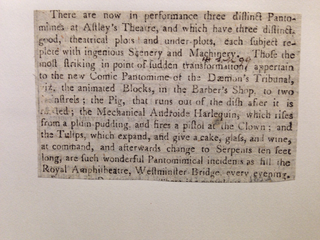 There are now in performance three distinct Panto-
mimes at Astley's Theatre, and which have three distinct,
good, theatrical plots and under-plots, each subject re-
plete with ingenious Scenery and Machinery. Those the
most striking in point of sudden transformations, appertain
to the new Comic Pantomime of the Dæmon's Tribunal,
viz. the animated Blocks, in the Barber's Shop, to two
Minstrels; the Pig, that runs out of the dish after it is
roasted; the Mechanical Androide Harlequin, which rises
from a plum-pudding, and fires a pistol at the Clown; and
the Tulips, which expand, and give a cake, glass, and wine,
at command, and afterwards change to Serpents ten feet
long, are such wonderful Pantomimical incidents as fill the
Royal Amphitheatre, Westminster Bridge, every evening.